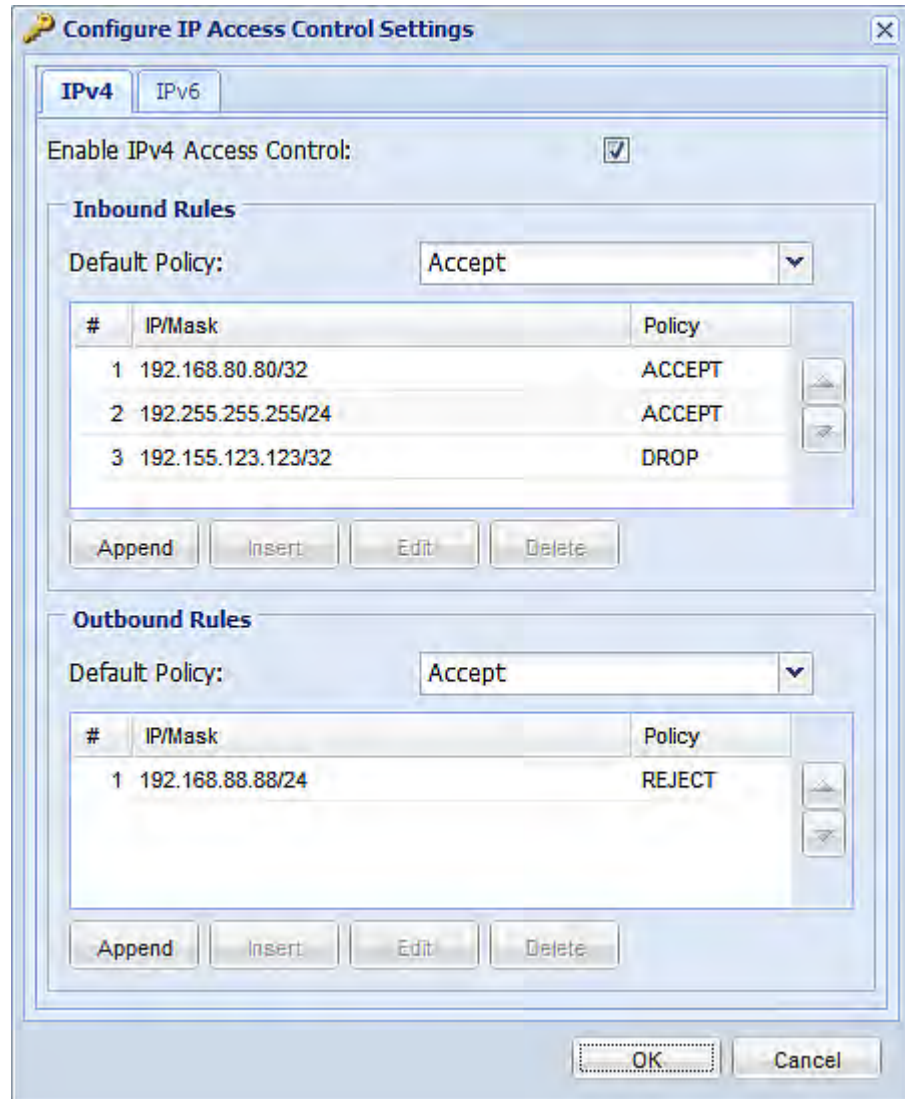 Configure IP Access Control Settings
IPv4 IPv6
Enable IPv4 Access Control:
Inbound Rules
Default Policy: Accept
# IP/Mask Policy
1 192.168.80.80/32 ACCEPT
2 192.255.255.255/24 ACCEPT
3 192.155.123.123/32 DROP
Append Insert Edit Delete
Outbound Rules
Default Policy: Accept
# IP/Mask Policy
1 192.168.88.88/24 REJECT
Append Insert Edit Delete
OK Cancel